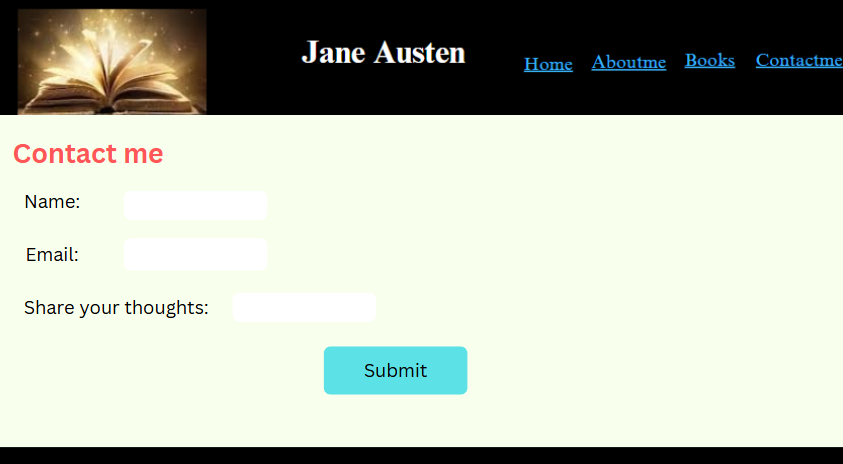 Jane Austen
Home Aboutme Books Contactme
Contact me
Name:
Email:
Share your thoughts:
Submit